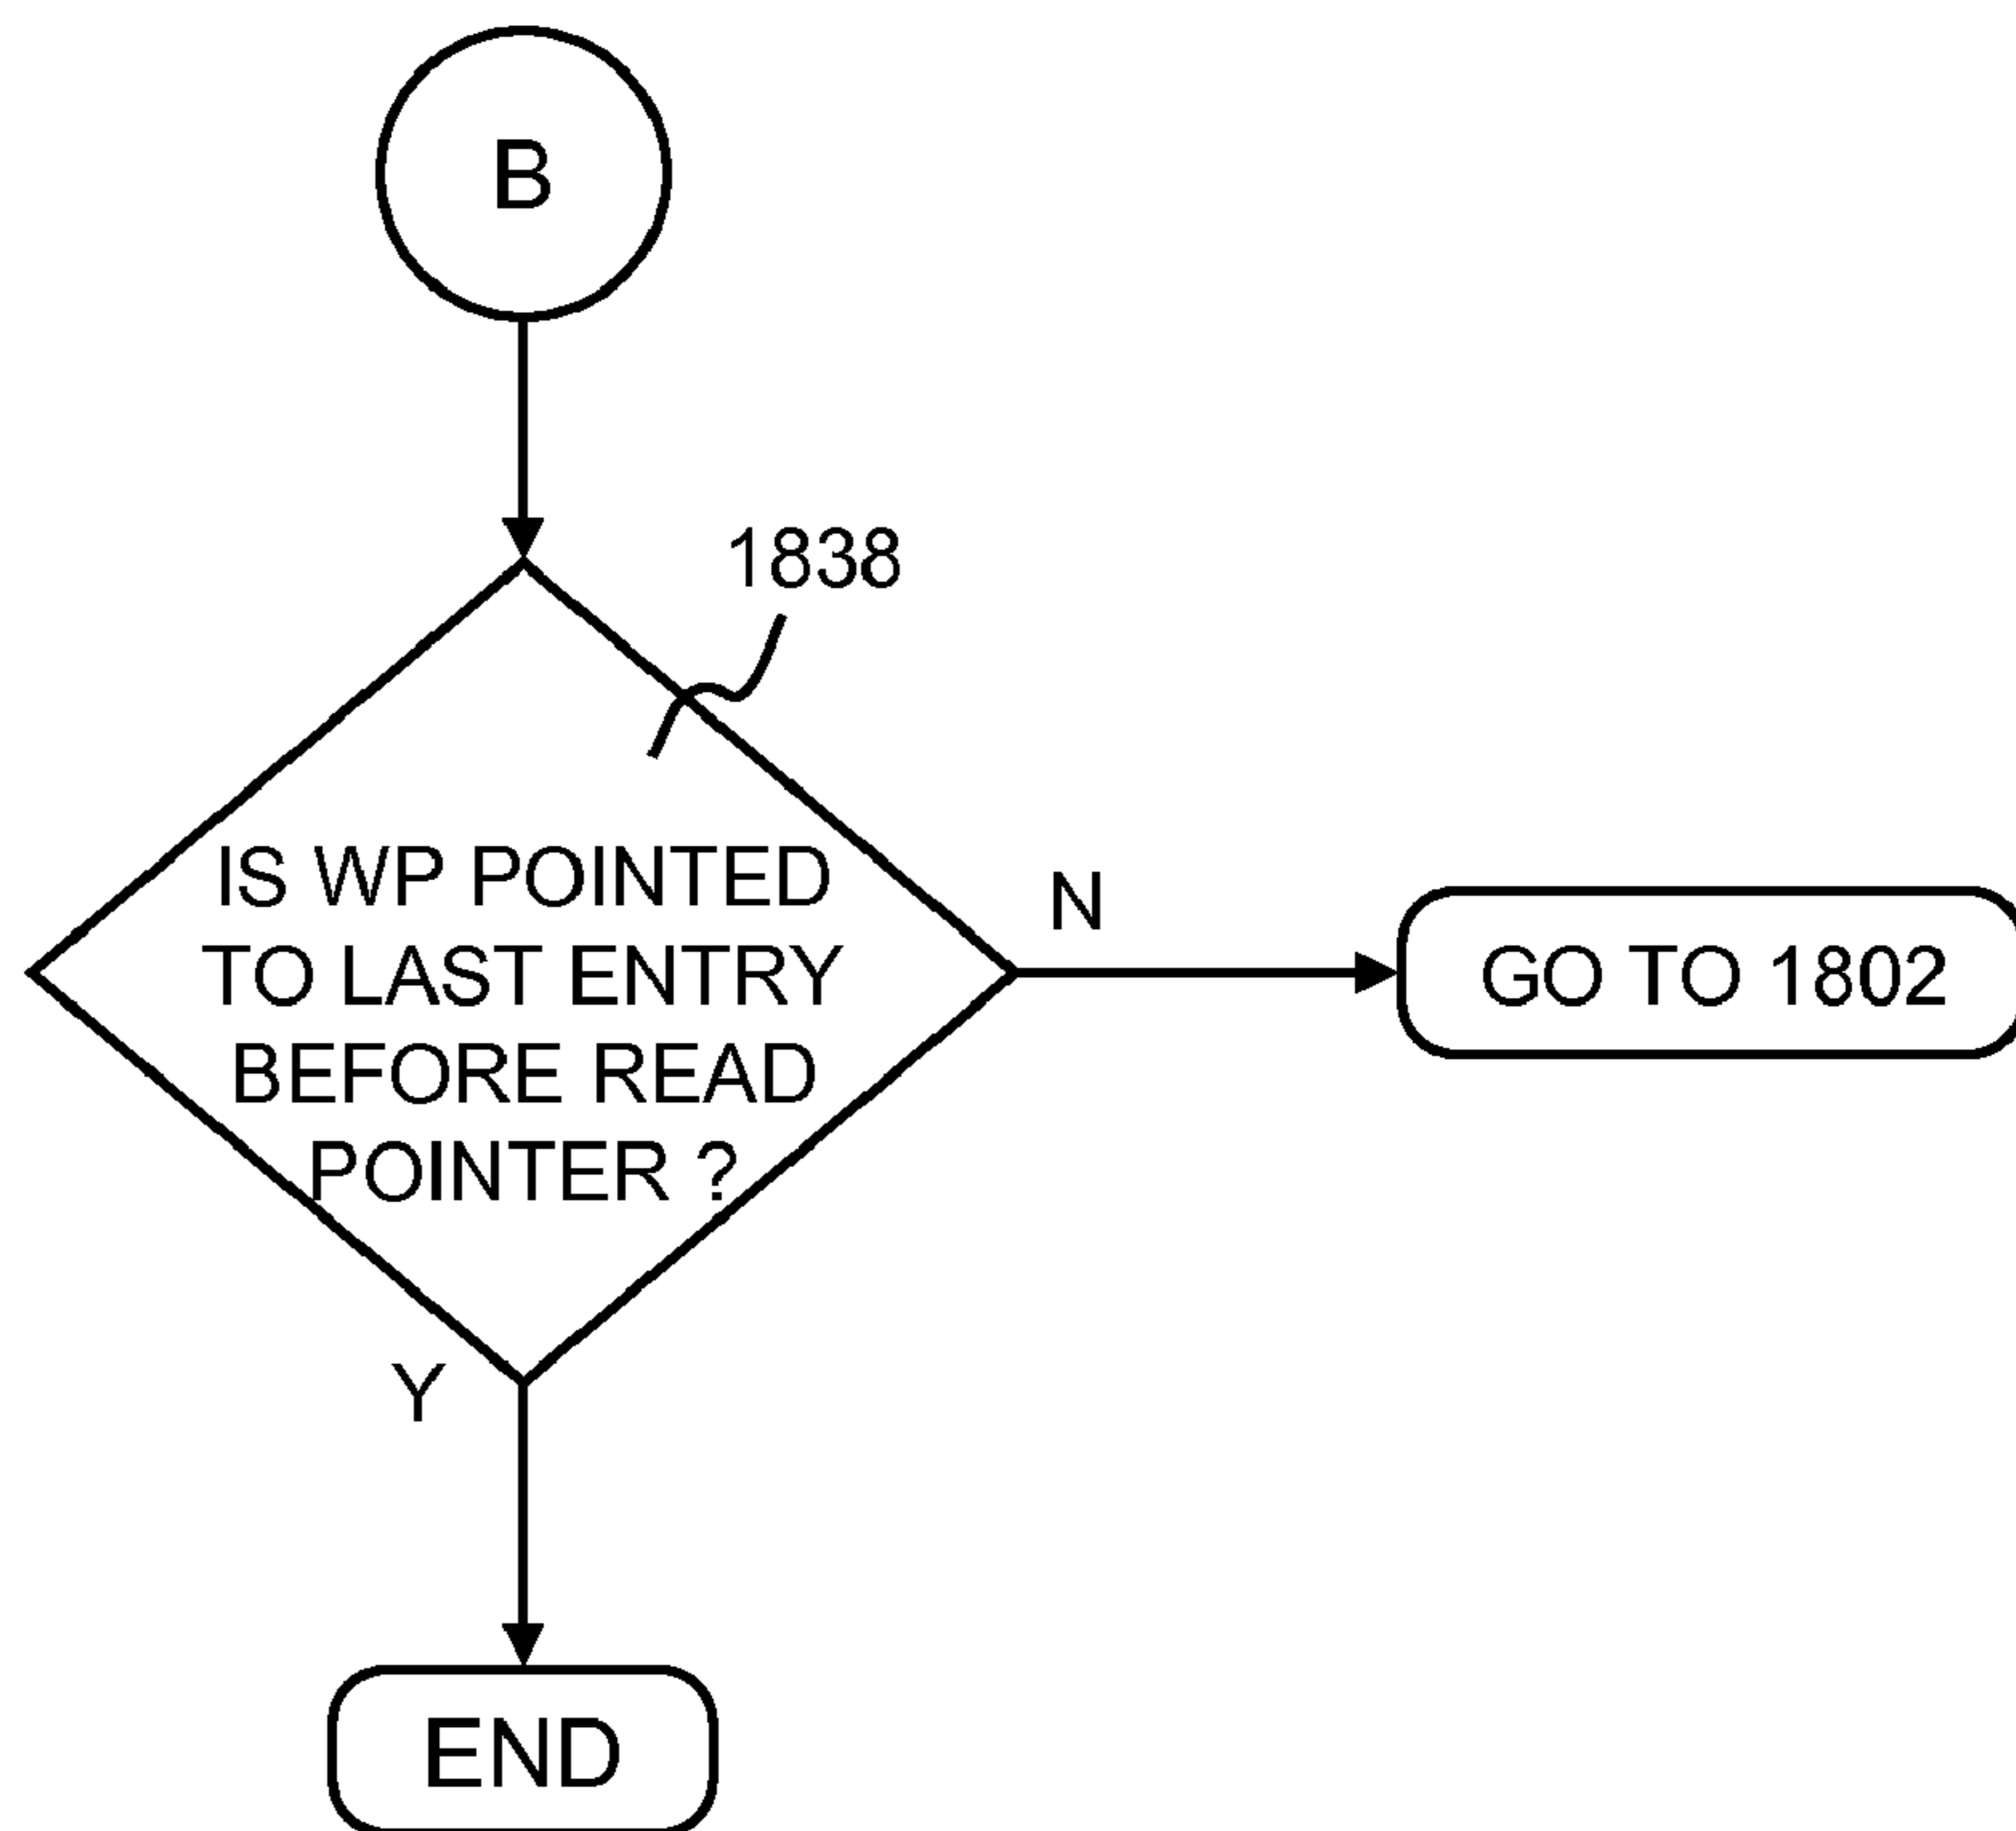 B
1838
IS WP POINTED
TO LAST ENTRY
BEFORE READ
POINTER ?
N
GO TO 1802
Y
END